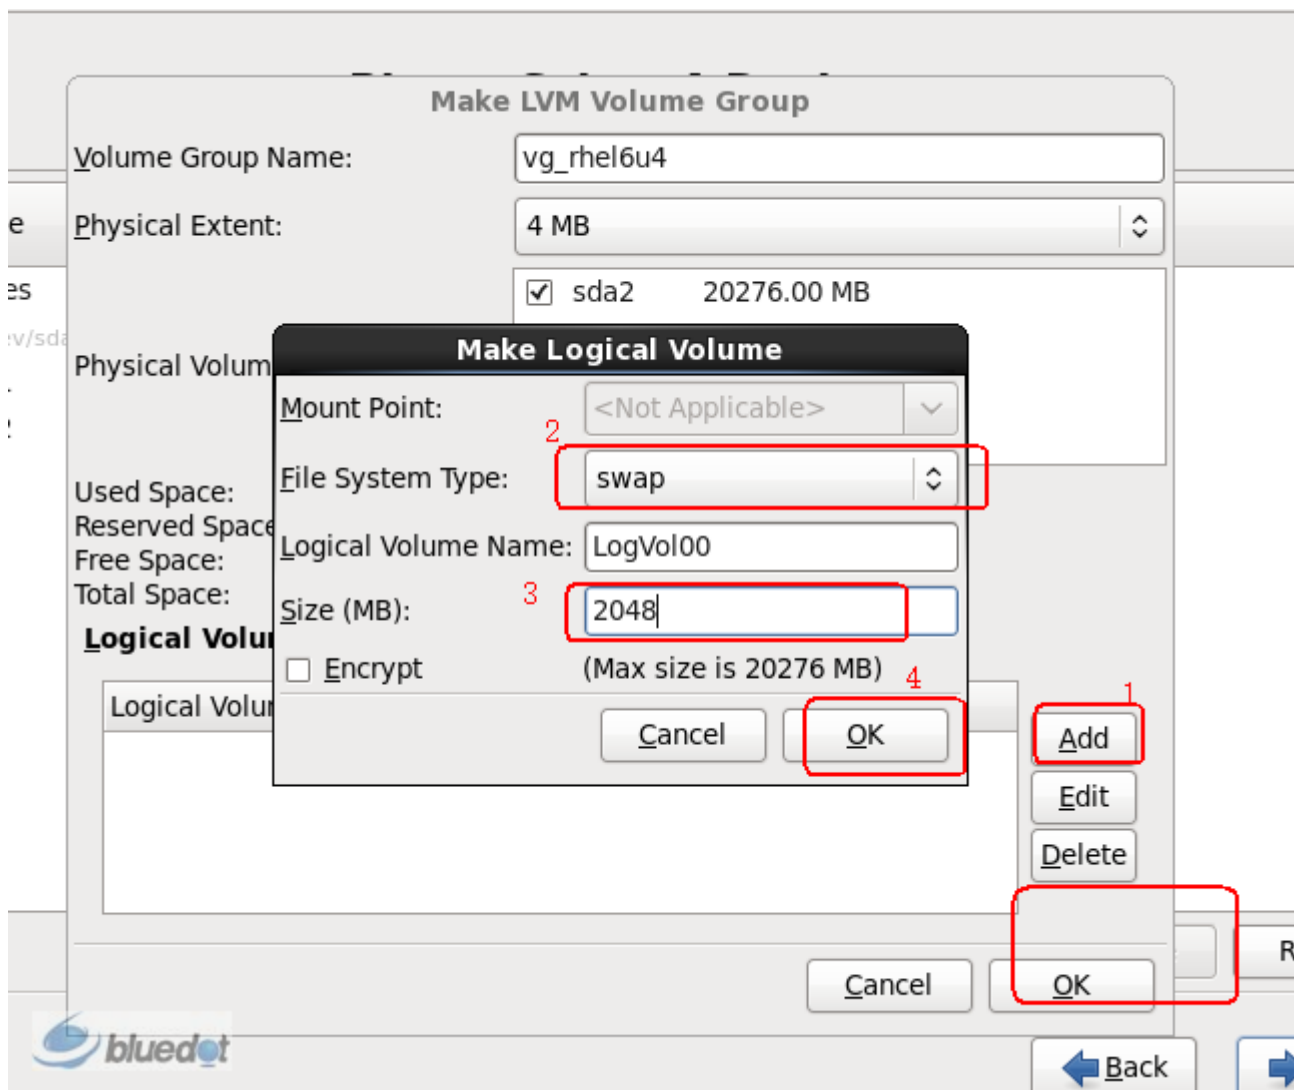 Make LVM Volume Group
Volume Group Name: vg_rhel6u4
e Physical Extent: 4 MB
es sda2 20276.00 MB
ev/sda
Make Logical Volume
Physical Volum
Mount Point: <Not Applicable>
2
File System Type: swap
Used Space:
Reserved Space
Logical Volume Name: LogVol00
Free Space:
Total Space:
3
Size (MB): 2048
Logical Volu
Encrypt (Max size is 20276 MB) 4
1
Logical Volu
Cancel OK Add
Edit
Delete
R
Cancel OK
bluedot
Back